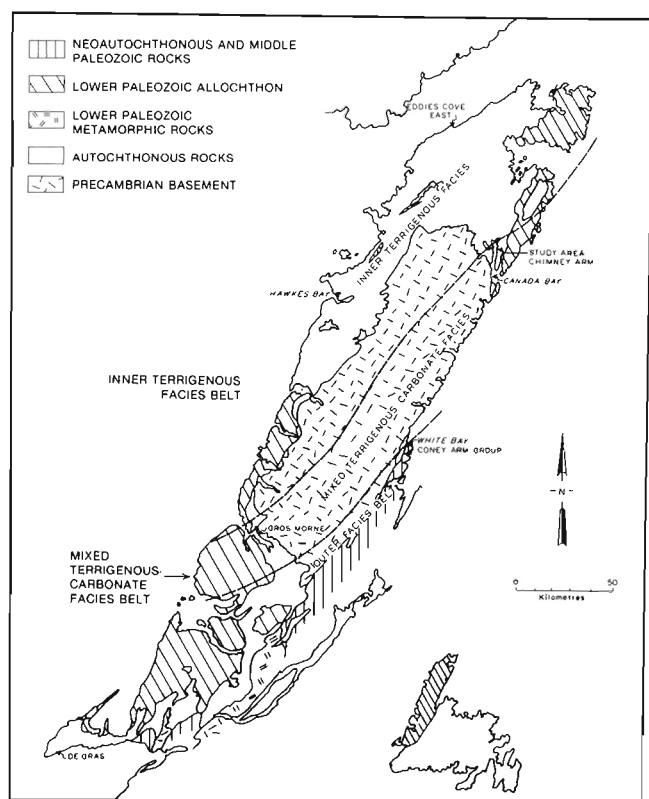 NEOAUTOCHTHONOUS AND MIDDLE
PALEOZOIC ROCKS
LOWER PALEOZOIC ALLOCHTHON
LOWER PALEOZOIC
METAMORPHIC ROCKS
AUTOCHTHONOUS ROCKS
PRECAMBRIAN BASEMENT
EDDIES COVE
EAST
INNER TERRIGENOUS FACIES
STUDY AREA
CHIMNEY ARM
CANADA BAY
HAWKES BAY
MIXED TERRIGENOUS CARBONATE FACIES
INNER TERRIGENOUS
FACIES BELT
WHITE BAY
CONEY ARM GROUP
-N-
GROS MORNE
OUTER FACIES BELT
MIXED
TERRIGENOUS-
CARBONATE
FACIES BELT
0 50
Kilometres
DE GRAS